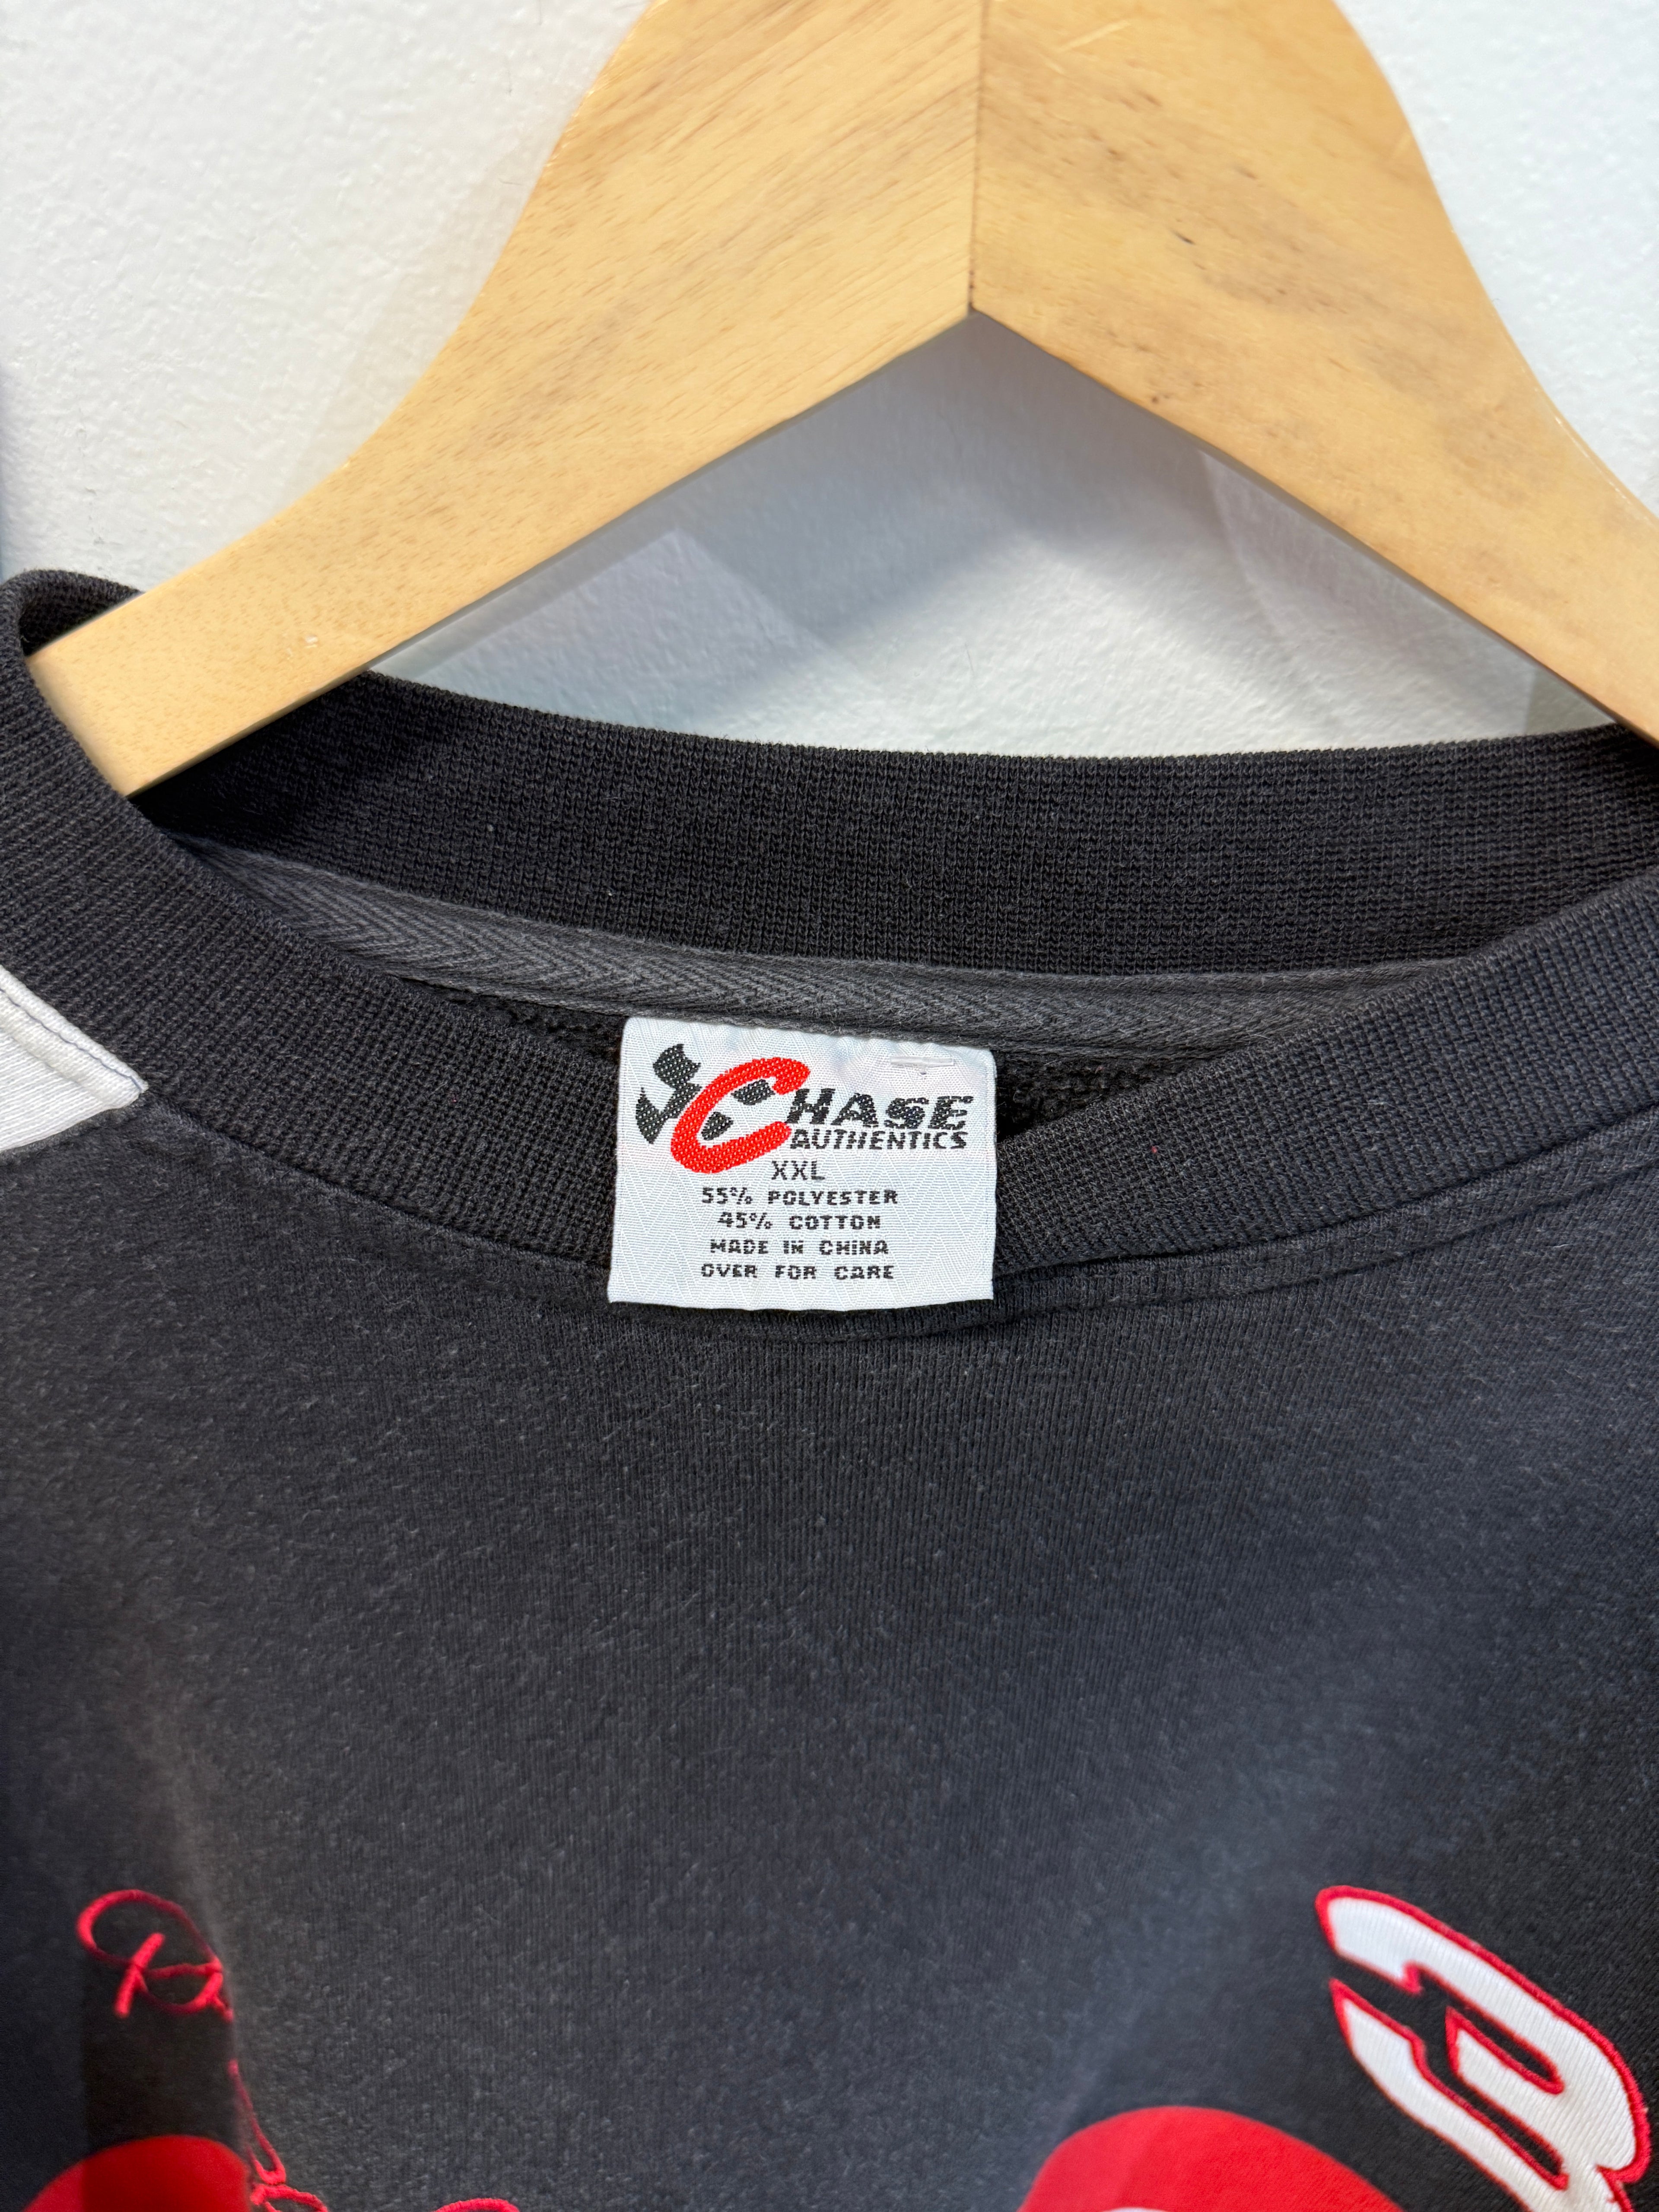 CHASE
AUTHENTICS
XXL
55% POLYESTER
45% COTTON
MADE IN CHINA
OVER FOR CARE